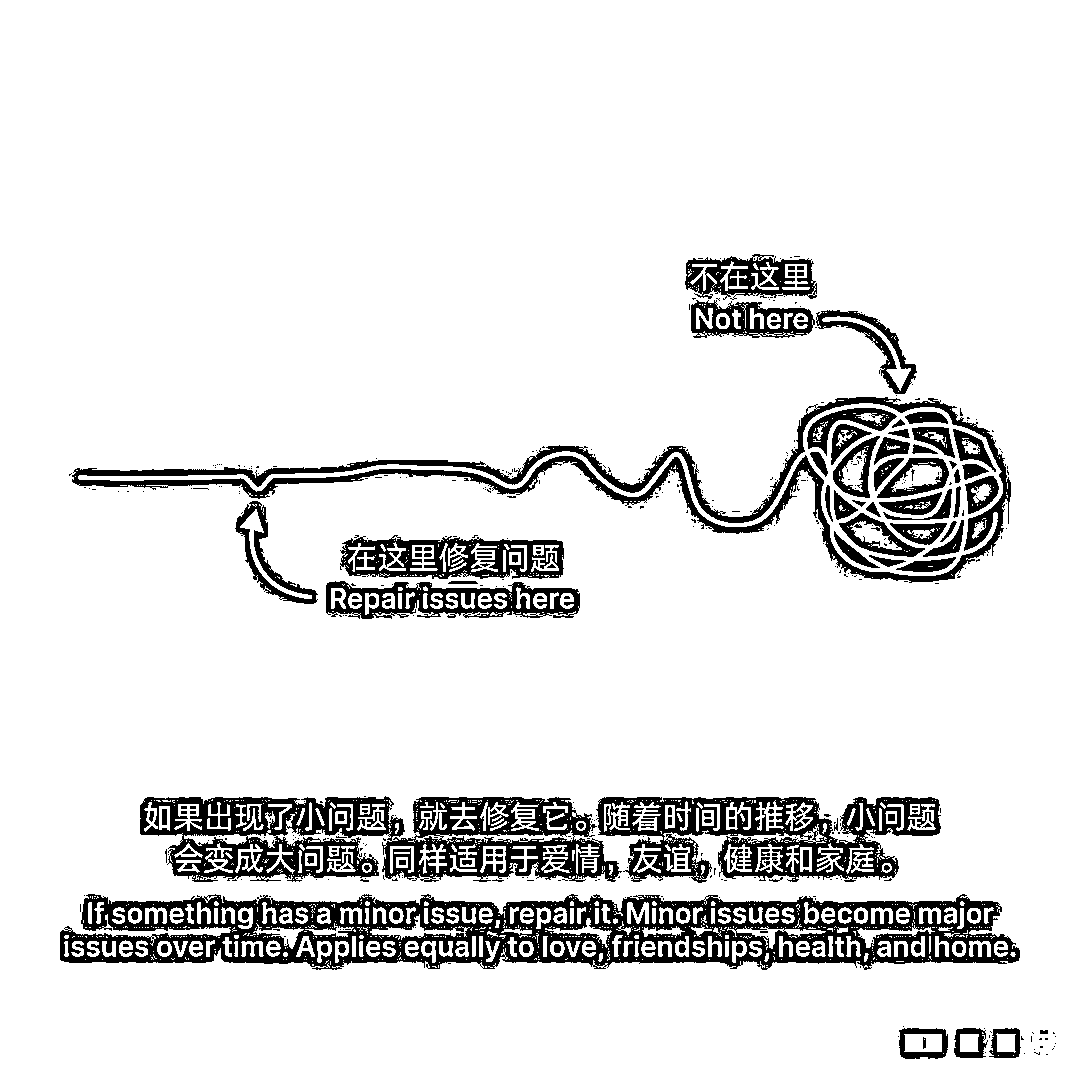 不在这里
Not here
在这里修复问题
Repair issues here
如果出现了小问题，就去修复它。随着时间的推移，小问题
会变成大问题。同样适用于爱情，友谊，健康和家庭。
If something has a minor issue, repair it. Minor issues become major
issues over time. Applies equally to love, friendships, health, and home.